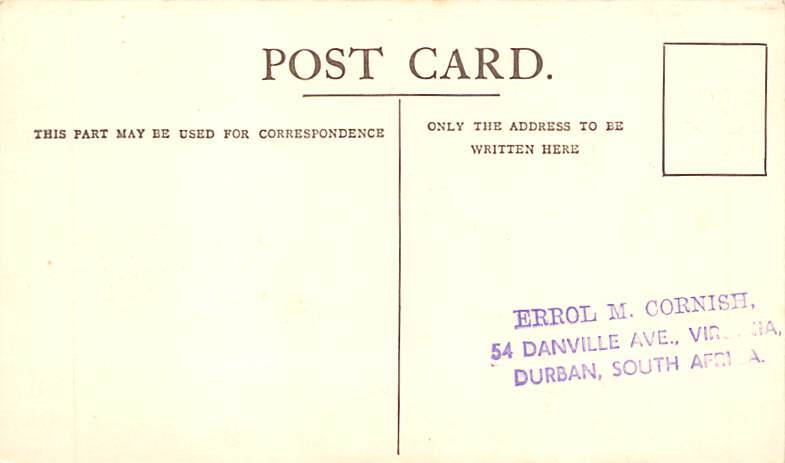 POST CARD.
THIS PART MAY BE USED FOR CORRESPONDENCE
ONLY THE ADDRESS TO BE
WRITTEN HERE
ERROL M. CORNISH,
54 DANVILLE AVE.,
DURBAN, SOUTH